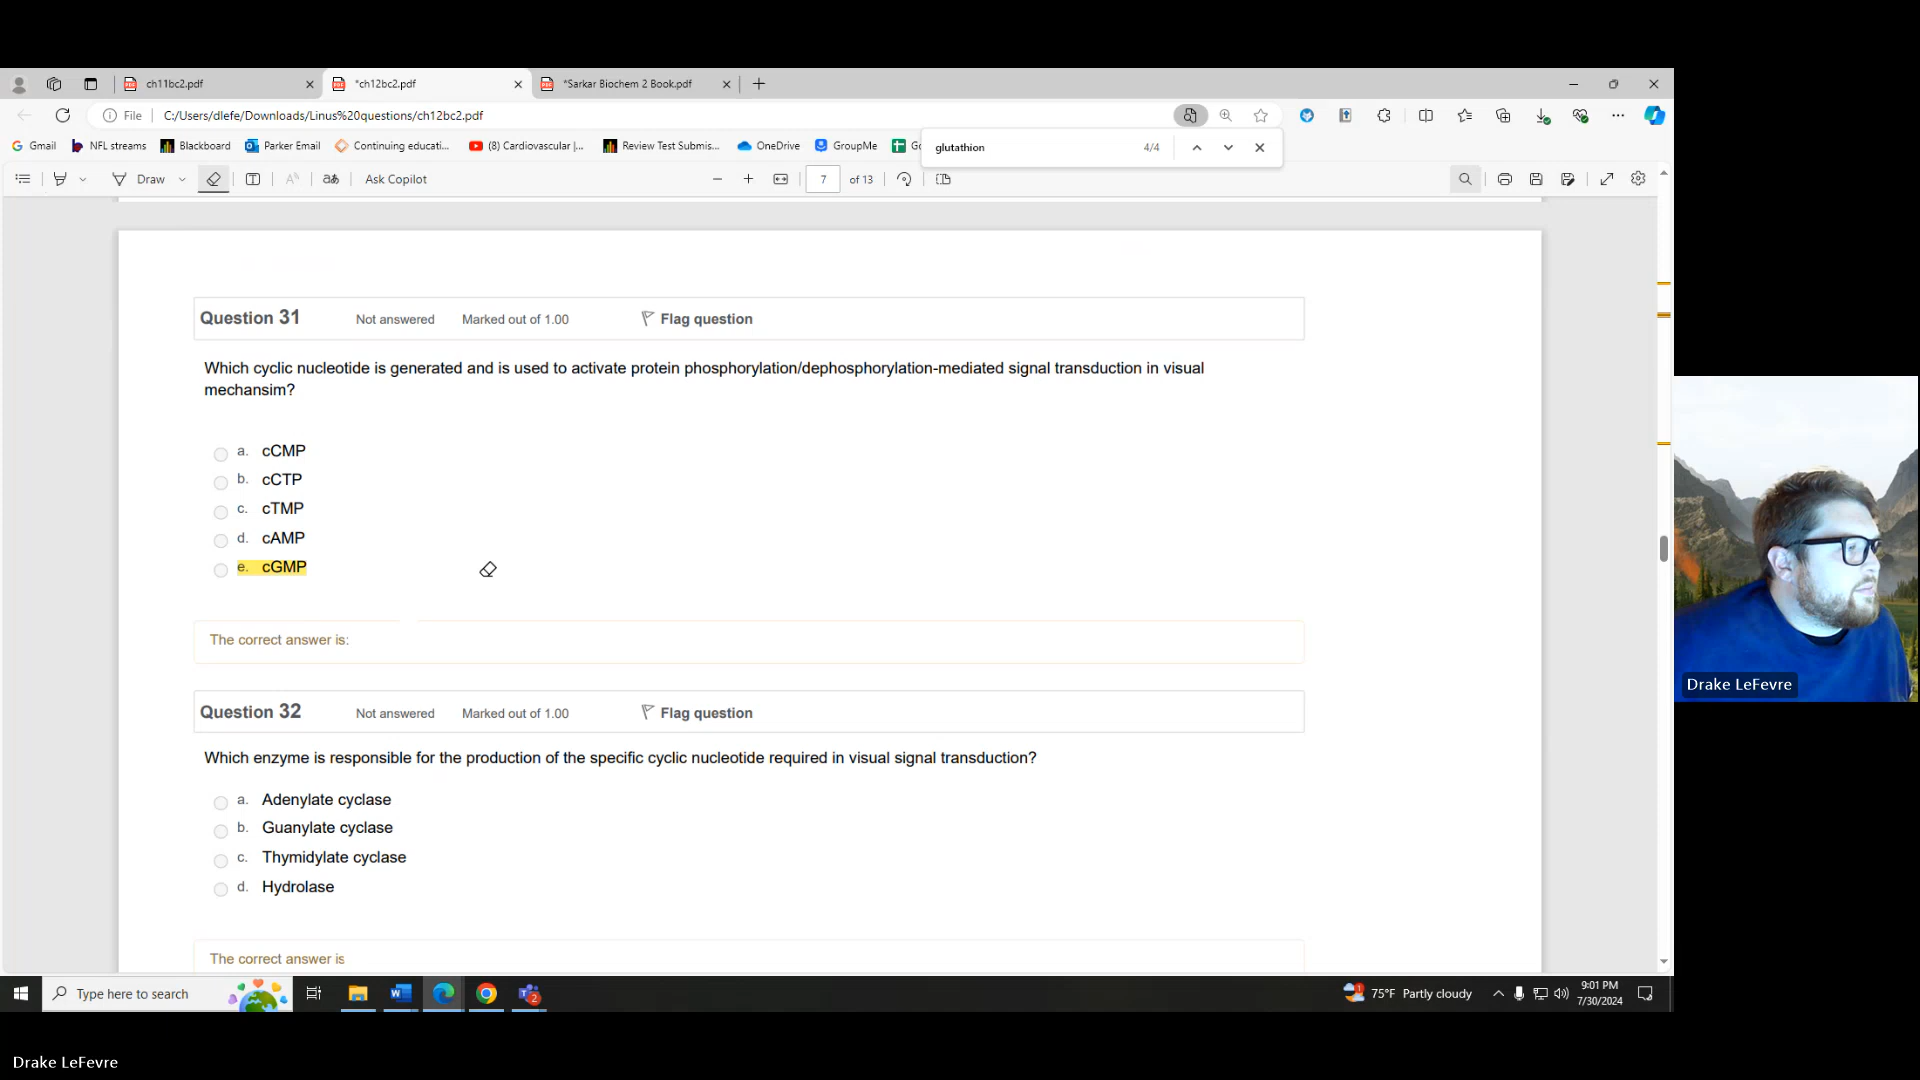 ch11bc2.pdf
*ch12bc2.pdf
*Sarkar Biochem 2 Book.pdf
File
C:/Users/dlefe/Downloads/Linus%20questions/ch12bc2.pdf
Gmail
NFL streams
Blackboard
Parker Email
Continuing educati...
(8) Cardiovascular |...
Review Test Submis...
OneDrive
GroupMe
glutathion
4/4
Draw
Ask Copilot
7
of 13
Question 31
Not answered
Marked out of 1.00
Flag question
Which cyclic nucleotide is generated and is used to activate protein phosphorylation/dephosphorylation-mediated signal transduction in visual
mechansim?
a. cCMP
b. cCTP
c. cTMP
d. cAMP
e. cGMP
The correct answer is:
Question 32
Not answered
Marked out of 1.00
Flag question
Which enzyme is responsible for the production of the specific cyclic nucleotide required in visual signal transduction?
a. Adenylate cyclase
b. Guanylate cyclase
c. Thymidylate cyclase
d. Hydrolase
The correct answer is
Drake LeFevre
Type here to search
75°F Partly cloudy
9:01 PM
7/30/2024
Drake LeFevre